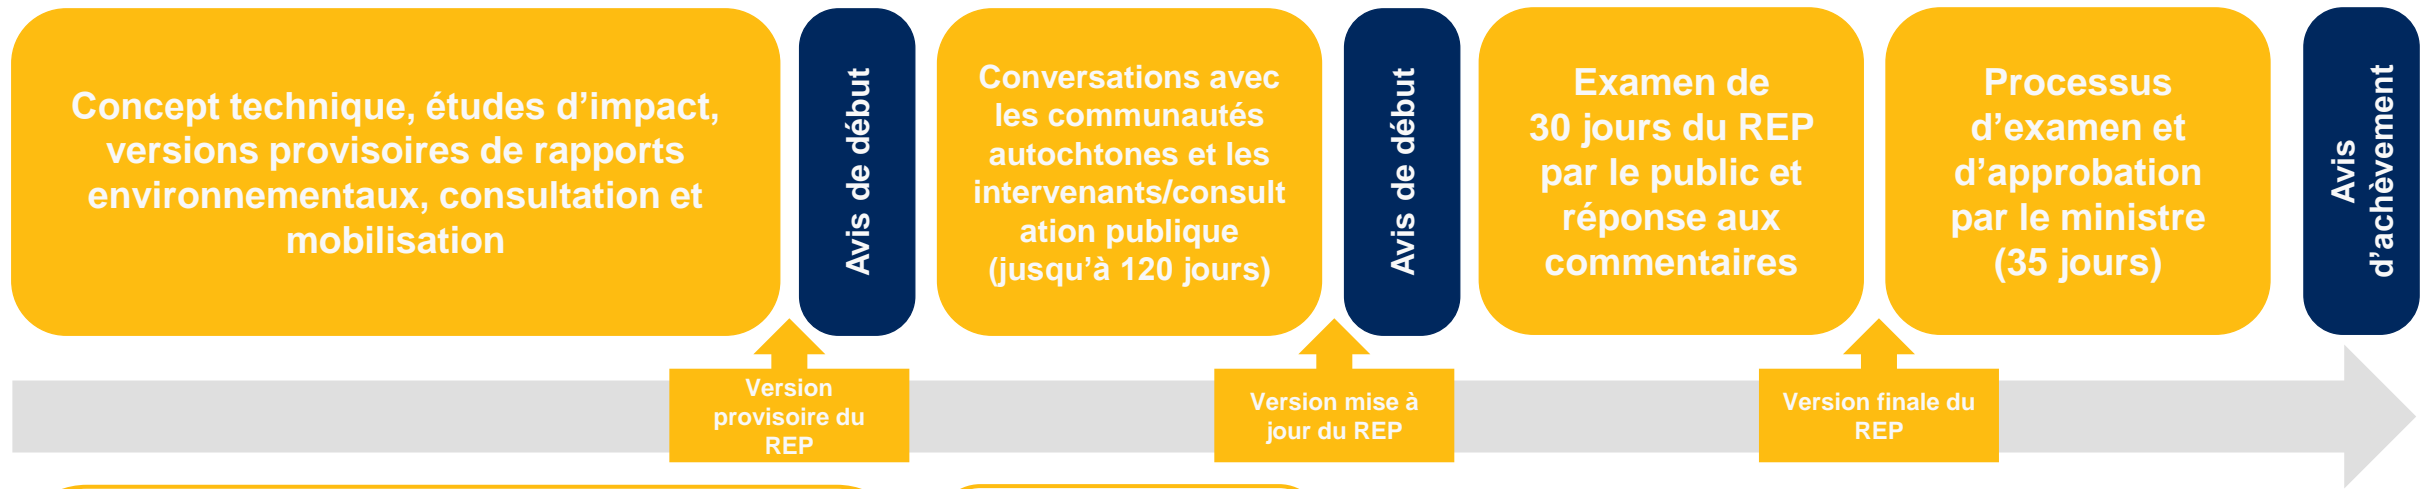 Concept technique, études d’impact,
versions provisoires de rapports
environnementaux, consultation et
mobilisation
Avis de début
Conversations avec
les communautés
autochtones et les
intervenants/consult
ation publique
(jusqu’à 120 jours)
Avis de début
Examen de
30 jours du REP
par le public et
réponse aux
commentaires
Processus
d’examen et
d’approbation
par le ministre
(35 jours)
Avis
d’achèvement
Version
provisoire du
REP
Version mise à
jour du REP
Version finale du
REP